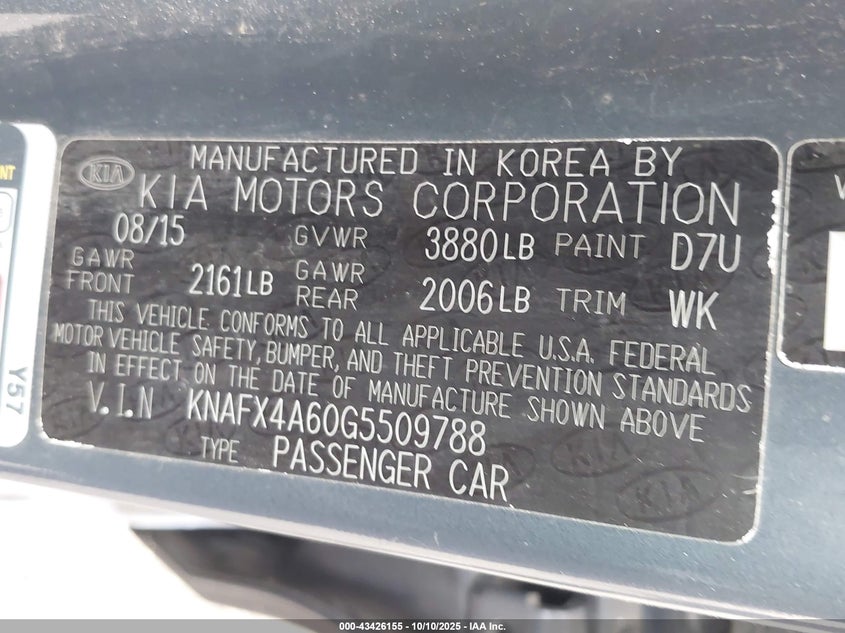 MANUFACTURED IN KOREA BY
KIA KIA MOTORS CORPORATION
08/15 GVWR 3880LB PAINT D7U
GAWR FRONT 2161LB GAWR REAR 2006LB TRIM WK
THIS VEHICLE CONFORMS TO ALL APPLICABLE U.S.A. FEDERAL
MOTOR VEHICLE SAFETY, BUMPER, AND THEFT PREVENTION STANDARDS
IN EFFECT ON THE DATE OF MANUFACTURE SHOWN ABOVE
V.I.N KNAFX4A60G5509788
TYPE PASSENGER CAR
Y57
000-43426155 - 10/10/2025 - IAAI.COM